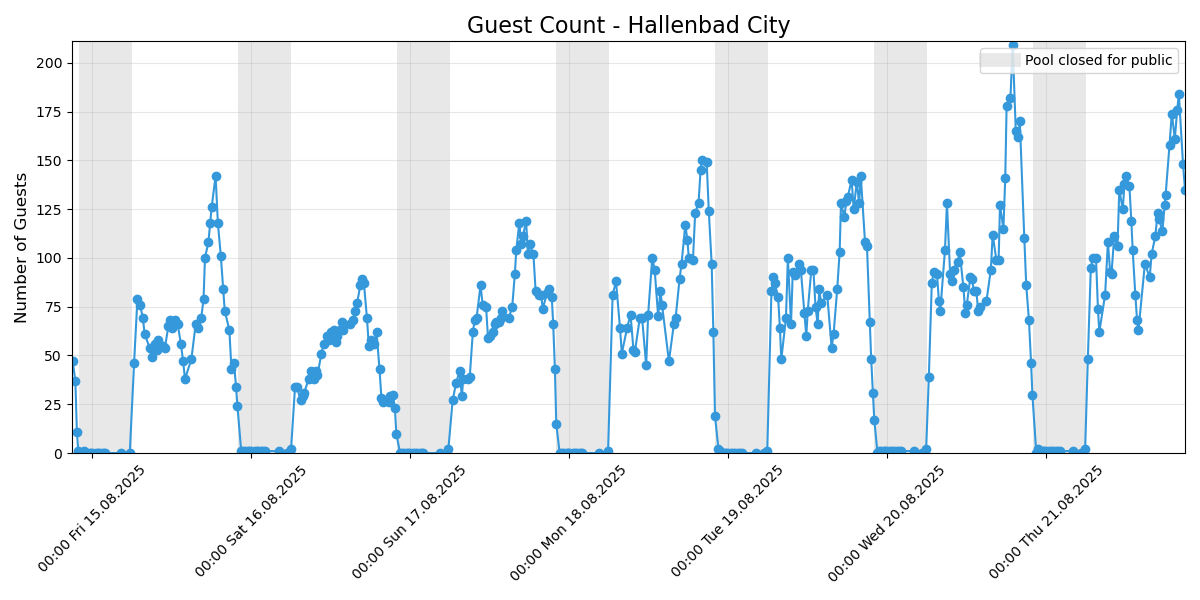 Guest Count - Hallenbad City
Pool closed for public
Number of Guests
200
175
150
125
100
75
50
25
0
00:00 Fri 15.08.2025
00:00 Sat 16.08.2025
00:00 Sun 17.08.2025
00:00 Mon 18.08.2025
00:00 Tue 19.08.2025
00:00 Wed 20.08.2025
00:00 Thu 21.08.2025